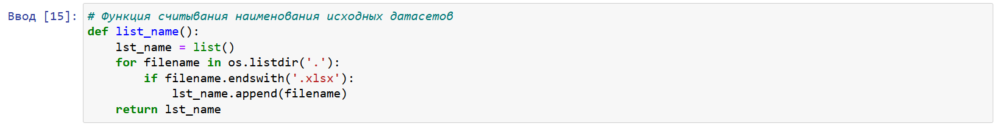 Ввод [15]: # Функция считывания наименования исходных датасетов
def list_name():
    lst_name = list()
    for filename in os.listdir('.'):
        if filename.endswith('.xlsx'):
            lst_name.append(filename)
    return lst_name